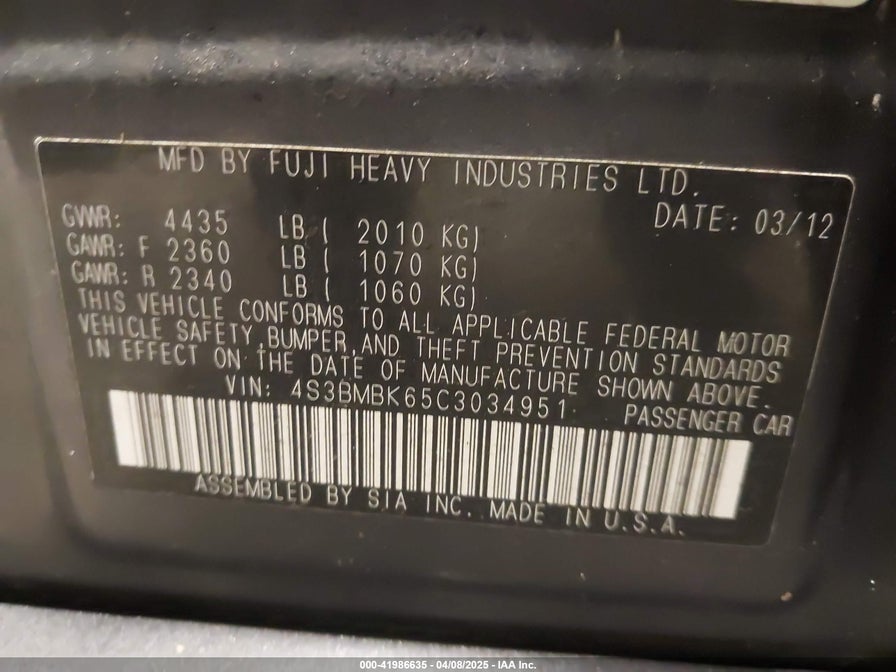 MFD BY FUJI HEAVY INDUSTRIES LTD.
DATE: 03/12
GVWR: 4435 LB ( 2010 KG)
GAWR: F 2360 LB ( 1070 KG)
GAWR: R 2340 LB ( 1060 KG)
THIS VEHICLE CONFORMS TO ALL APPLICABLE FEDERAL MOTOR
VEHICLE SAFETY,BUMPER,AND THEFT PREVENTION STANDARDS
IN EFFECT ON THE DATE OF MANUFACTURE SHOWN ABOVE.
VIN: 4S3BMBK65C3034951
PASSENGER CAR
ASSEMBLED BY SIA INC. MADE IN U.S.A.
000-41986635 - 04/08/2025 - IAA Inc.